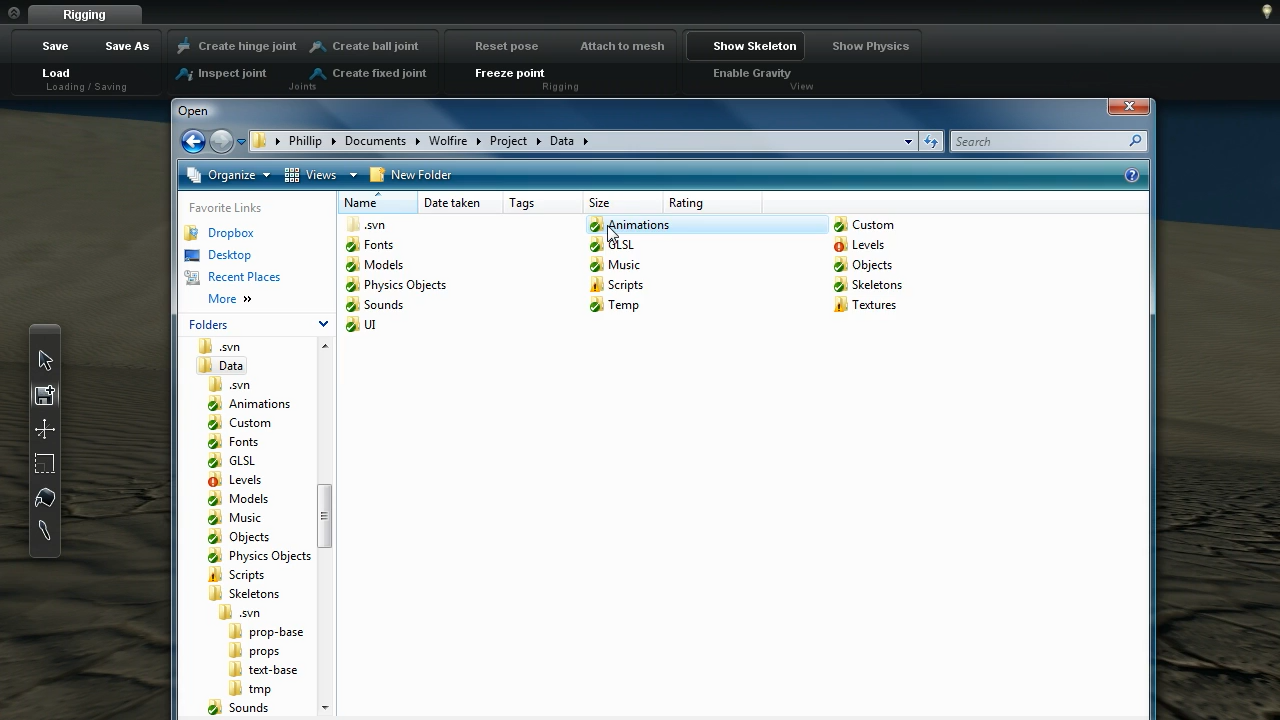 Rigging
Save Save As Create hinge joint Create ball joint Reset pose Attach to mesh Show Skeleton Show Physics
Load Inspect joint Create fixed joint Freeze point Enable Gravity
Loading / Saving Joints Rigging View
Open
Phillip Documents Wolfire Project Data Search
Organize Views New Folder
Favorite Links
Dropbox
Desktop
Recent Places
More »
Folders
.svn
Data
.svn
Animations
Custom
Fonts
GLSL
Levels
Models
Music
Objects
Physics Objects
Scripts
Skeletons
.svn
prop-base
props
text-base
tmp
Sounds
Name Date taken Tags Size Rating
.svn Animations Custom
Fonts GLSL Levels
Models Music Objects
Physics Objects Scripts Skeletons
Sounds Temp Textures
UI